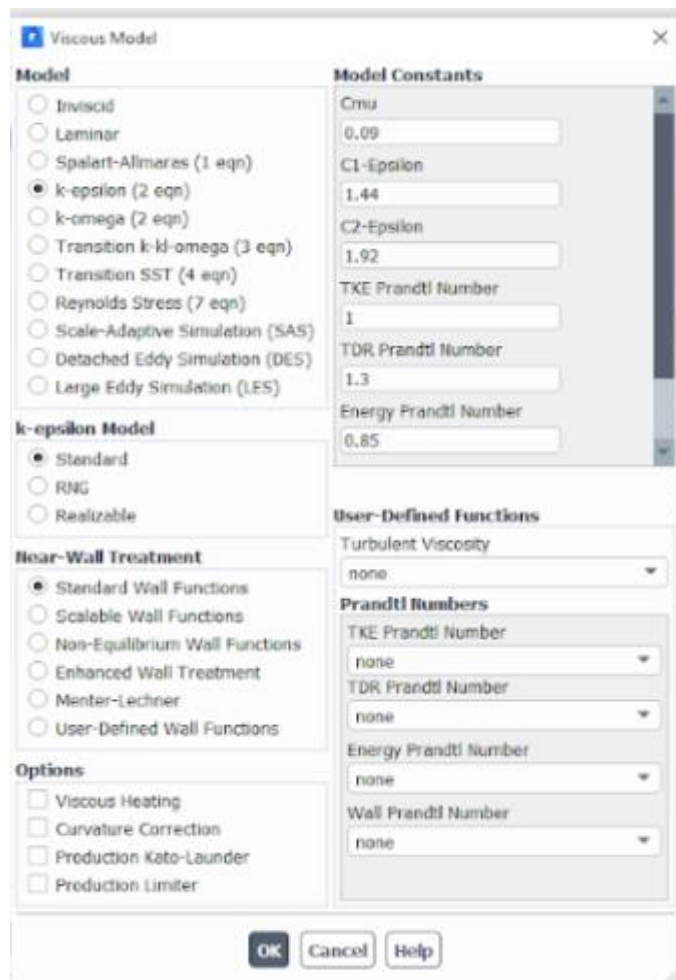 Viscous Model
Model
Inviscid
Laminar
Spalart-Allmaras (1 eqn)
k-epsilon (2 eqn)
k-omega (2 eqn)
Transition k-kl-omega (3 eqn)
Transition SST (4 eqn)
Reynolds Stress (7 eqn)
Scale-Adaptive Simulation (SAS)
Detached Eddy Simulation (DES)
Large Eddy Simulation (LES)
k-epsilon Model
Standard
RNG
Realizable
Near-Wall Treatment
Standard Wall Functions
Scalable Wall Functions
Non-Equilibrium Wall Functions
Enhanced Wall Treatment
Menter-Lechner
User-Defined Wall Functions
Options
Viscous Heating
Curvature Correction
Production Kato-Launder
Production Limiter
Model Constants
Cmu
0.09
C1-Epsilon
1.44
C2-Epsilon
1.92
TKE Prandtl Number
1
TDR Prandtl Number
1.3
Energy Prandtl Number
0.85
User-Defined Functions
Turbulent Viscosity
none
Prandtl Numbers
TKE Prandtl Number
none
TDR Prandtl Number
none
Energy Prandtl Number
none
Wall Prandtl Number
none
OK Cancel Help